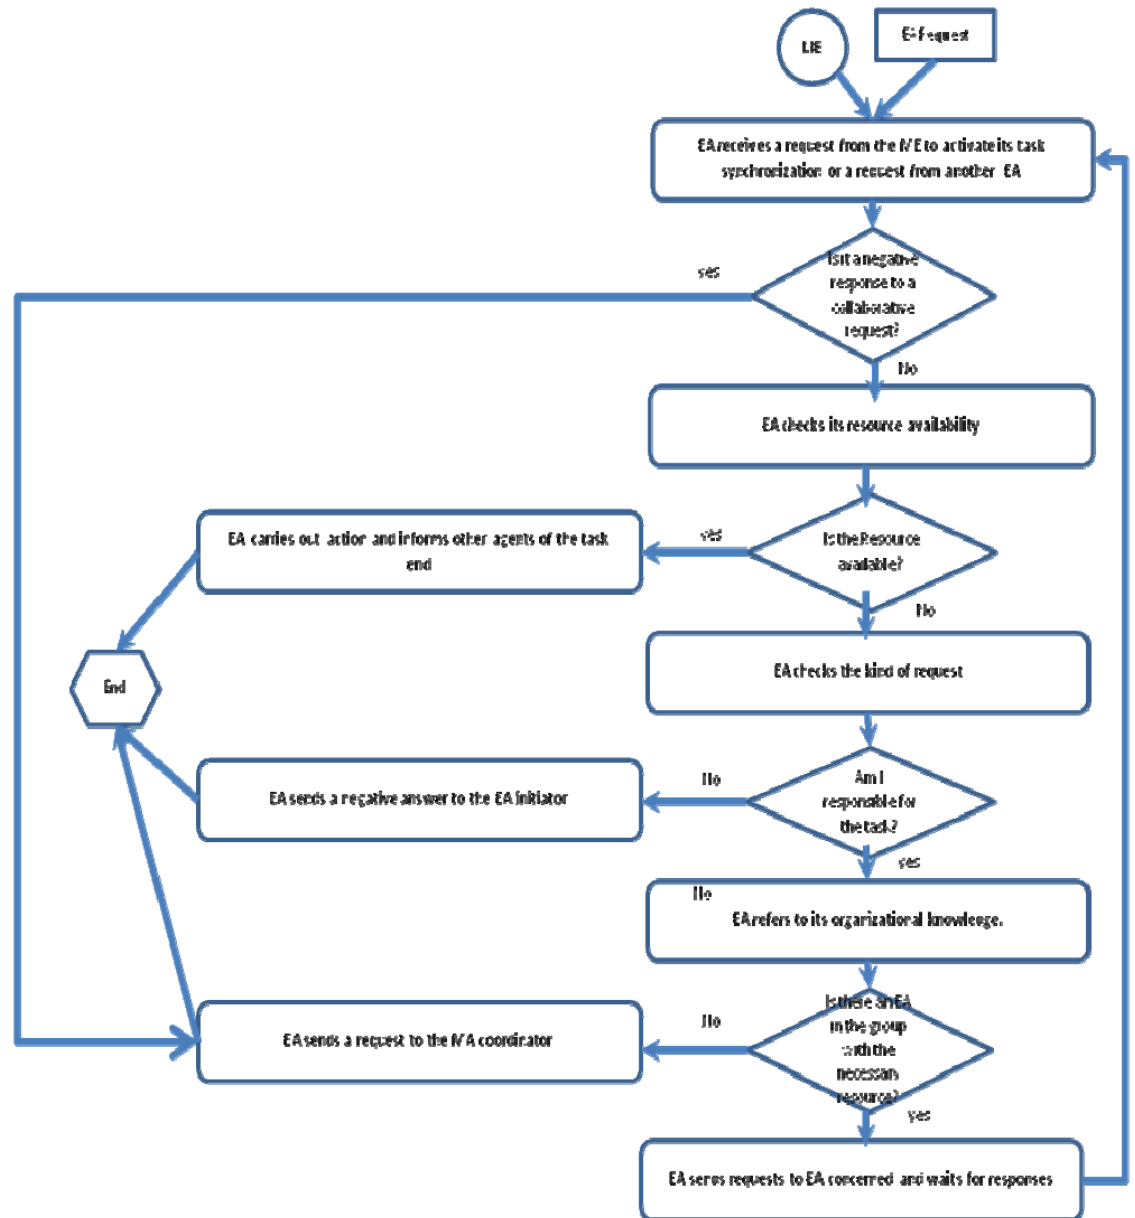 EA Request
EA receives a request from the ME to activate its task
synchronization or a request from another EA
Is it a negative
response to a
collaborative
request?
yes
No
EA checks its resource availability
Is the Resource
available?
yes
EA carries out action and informs other agents of the task
end
No
EA checks the kind of request
End
Am I
responsible for
the task?
No
EA sends a negative answer to the EA initiator
yes
No
EA refers to its organizational knowledge.
Is there an EA
in the group
with the
necessary
resource?
No
EA sends a request to the MA coordinator
yes
EA sends requests to EA concerned and waits for responses